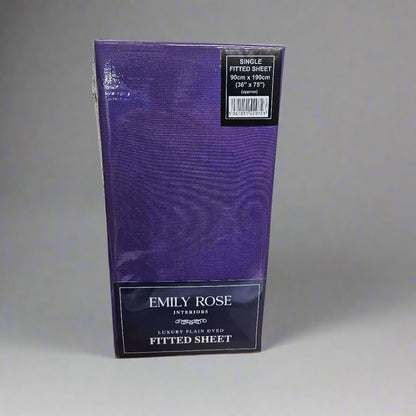 SINGLE
FITTED SHEET
90cm x 190cm
(36" x 75")
(approx)
EMILY ROSE
INTERIORS
LUXURY PLAIN DYED
FITTED SHEET